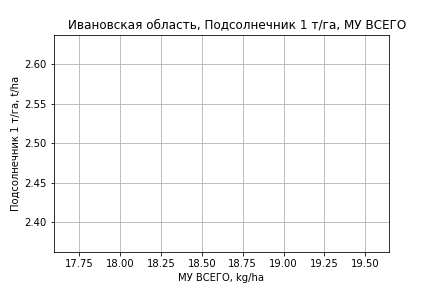 Ивановская область, Подсолнечник 1 т/га, МУ ВСЕГО
Подсолнечник 1 т/га, t/ha
2.60
2.55
2.50
2.45
2.40
17.75 18.00 18.25 18.50 18.75 19.00 19.25 19.50
МУ ВСЕГО, kg/ha